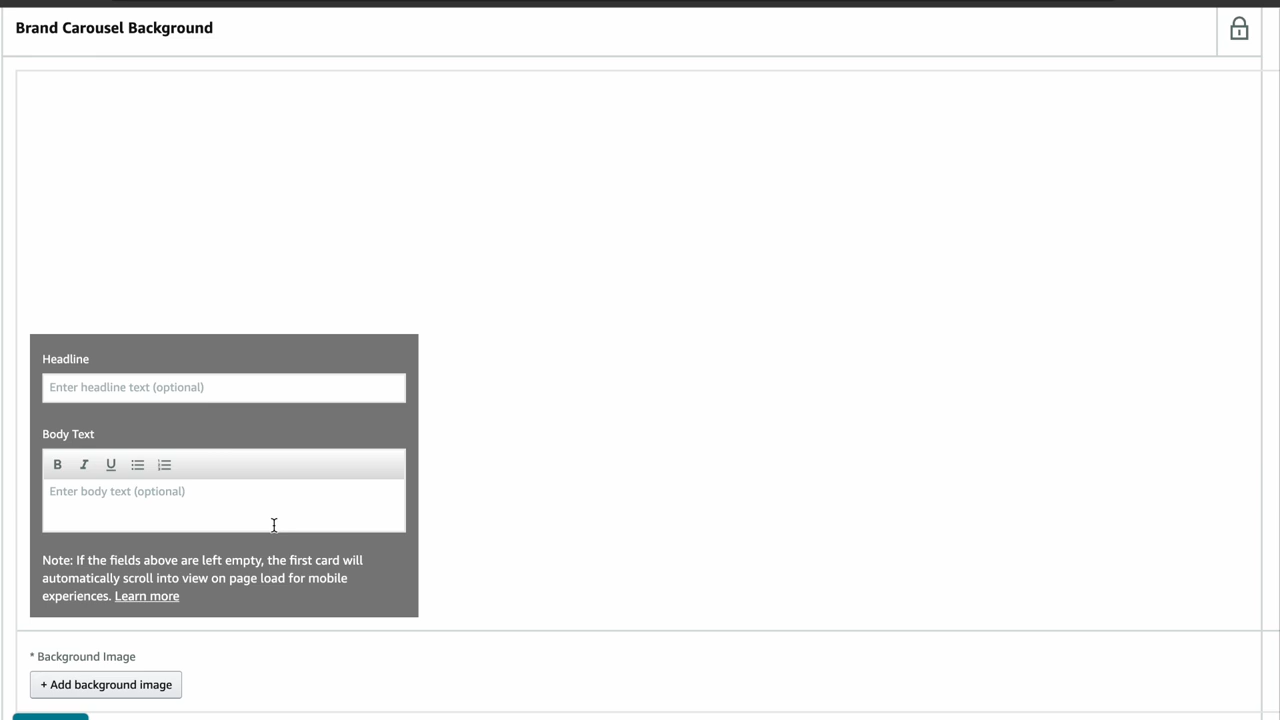 Brand Carousel Background
Headline
Enter headline text (optional)
Body Text
B I U
Enter body text (optional)
Note: If the fields above are left empty, the first card will
automatically scroll into view on page load for mobile
experiences. Learn more
* Background Image
+ Add background image